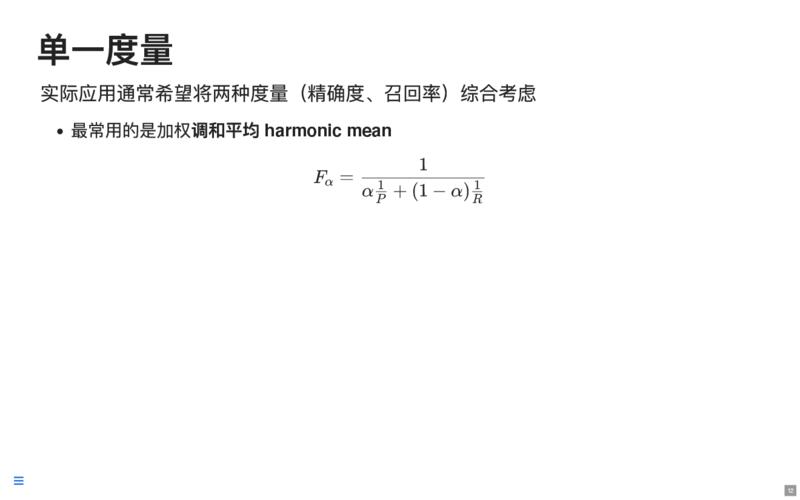 单一度量
实际应用通常希望将两种度量（精确度、召回率）综合考虑
• 最常用的是加权调和平均 harmonic mean
$F_\alpha = \frac{1}{\alpha \frac{1}{P} + (1 - \alpha) \frac{1}{R}}$
12